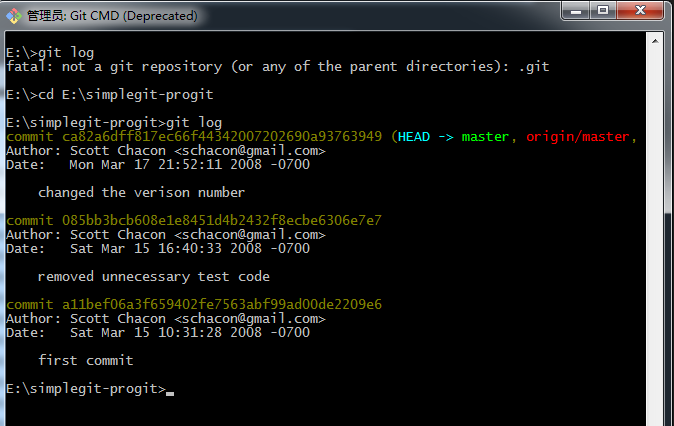 管理员: Git CMD (Deprecated)
E:\>git log
fatal: not a git repository (or any of the parent directories): .git
E:\>cd E:\simplegit-progit
E:\simplegit-progit>git log
commit ca82a6dff817ec66f44342007202690a93763949 (HEAD -> master, origin/master,
Author: Scott Chacon <schacon@gmail.com>
Date:   Mon Mar 17 21:52:11 2008 -0700
    changed the verison number
commit 085bb3bcb608e1e8451d4b2432f8ecbe6306e7e7
Author: Scott Chacon <schacon@gmail.com>
Date:   Sat Mar 15 16:40:33 2008 -0700
    removed unnecessary test code
commit a11bef06a3f659402fe7563abf99ad00de2209e6
Author: Scott Chacon <schacon@gmail.com>
Date:   Sat Mar 15 10:31:28 2008 -0700
    first commit
E:\simplegit-progit>